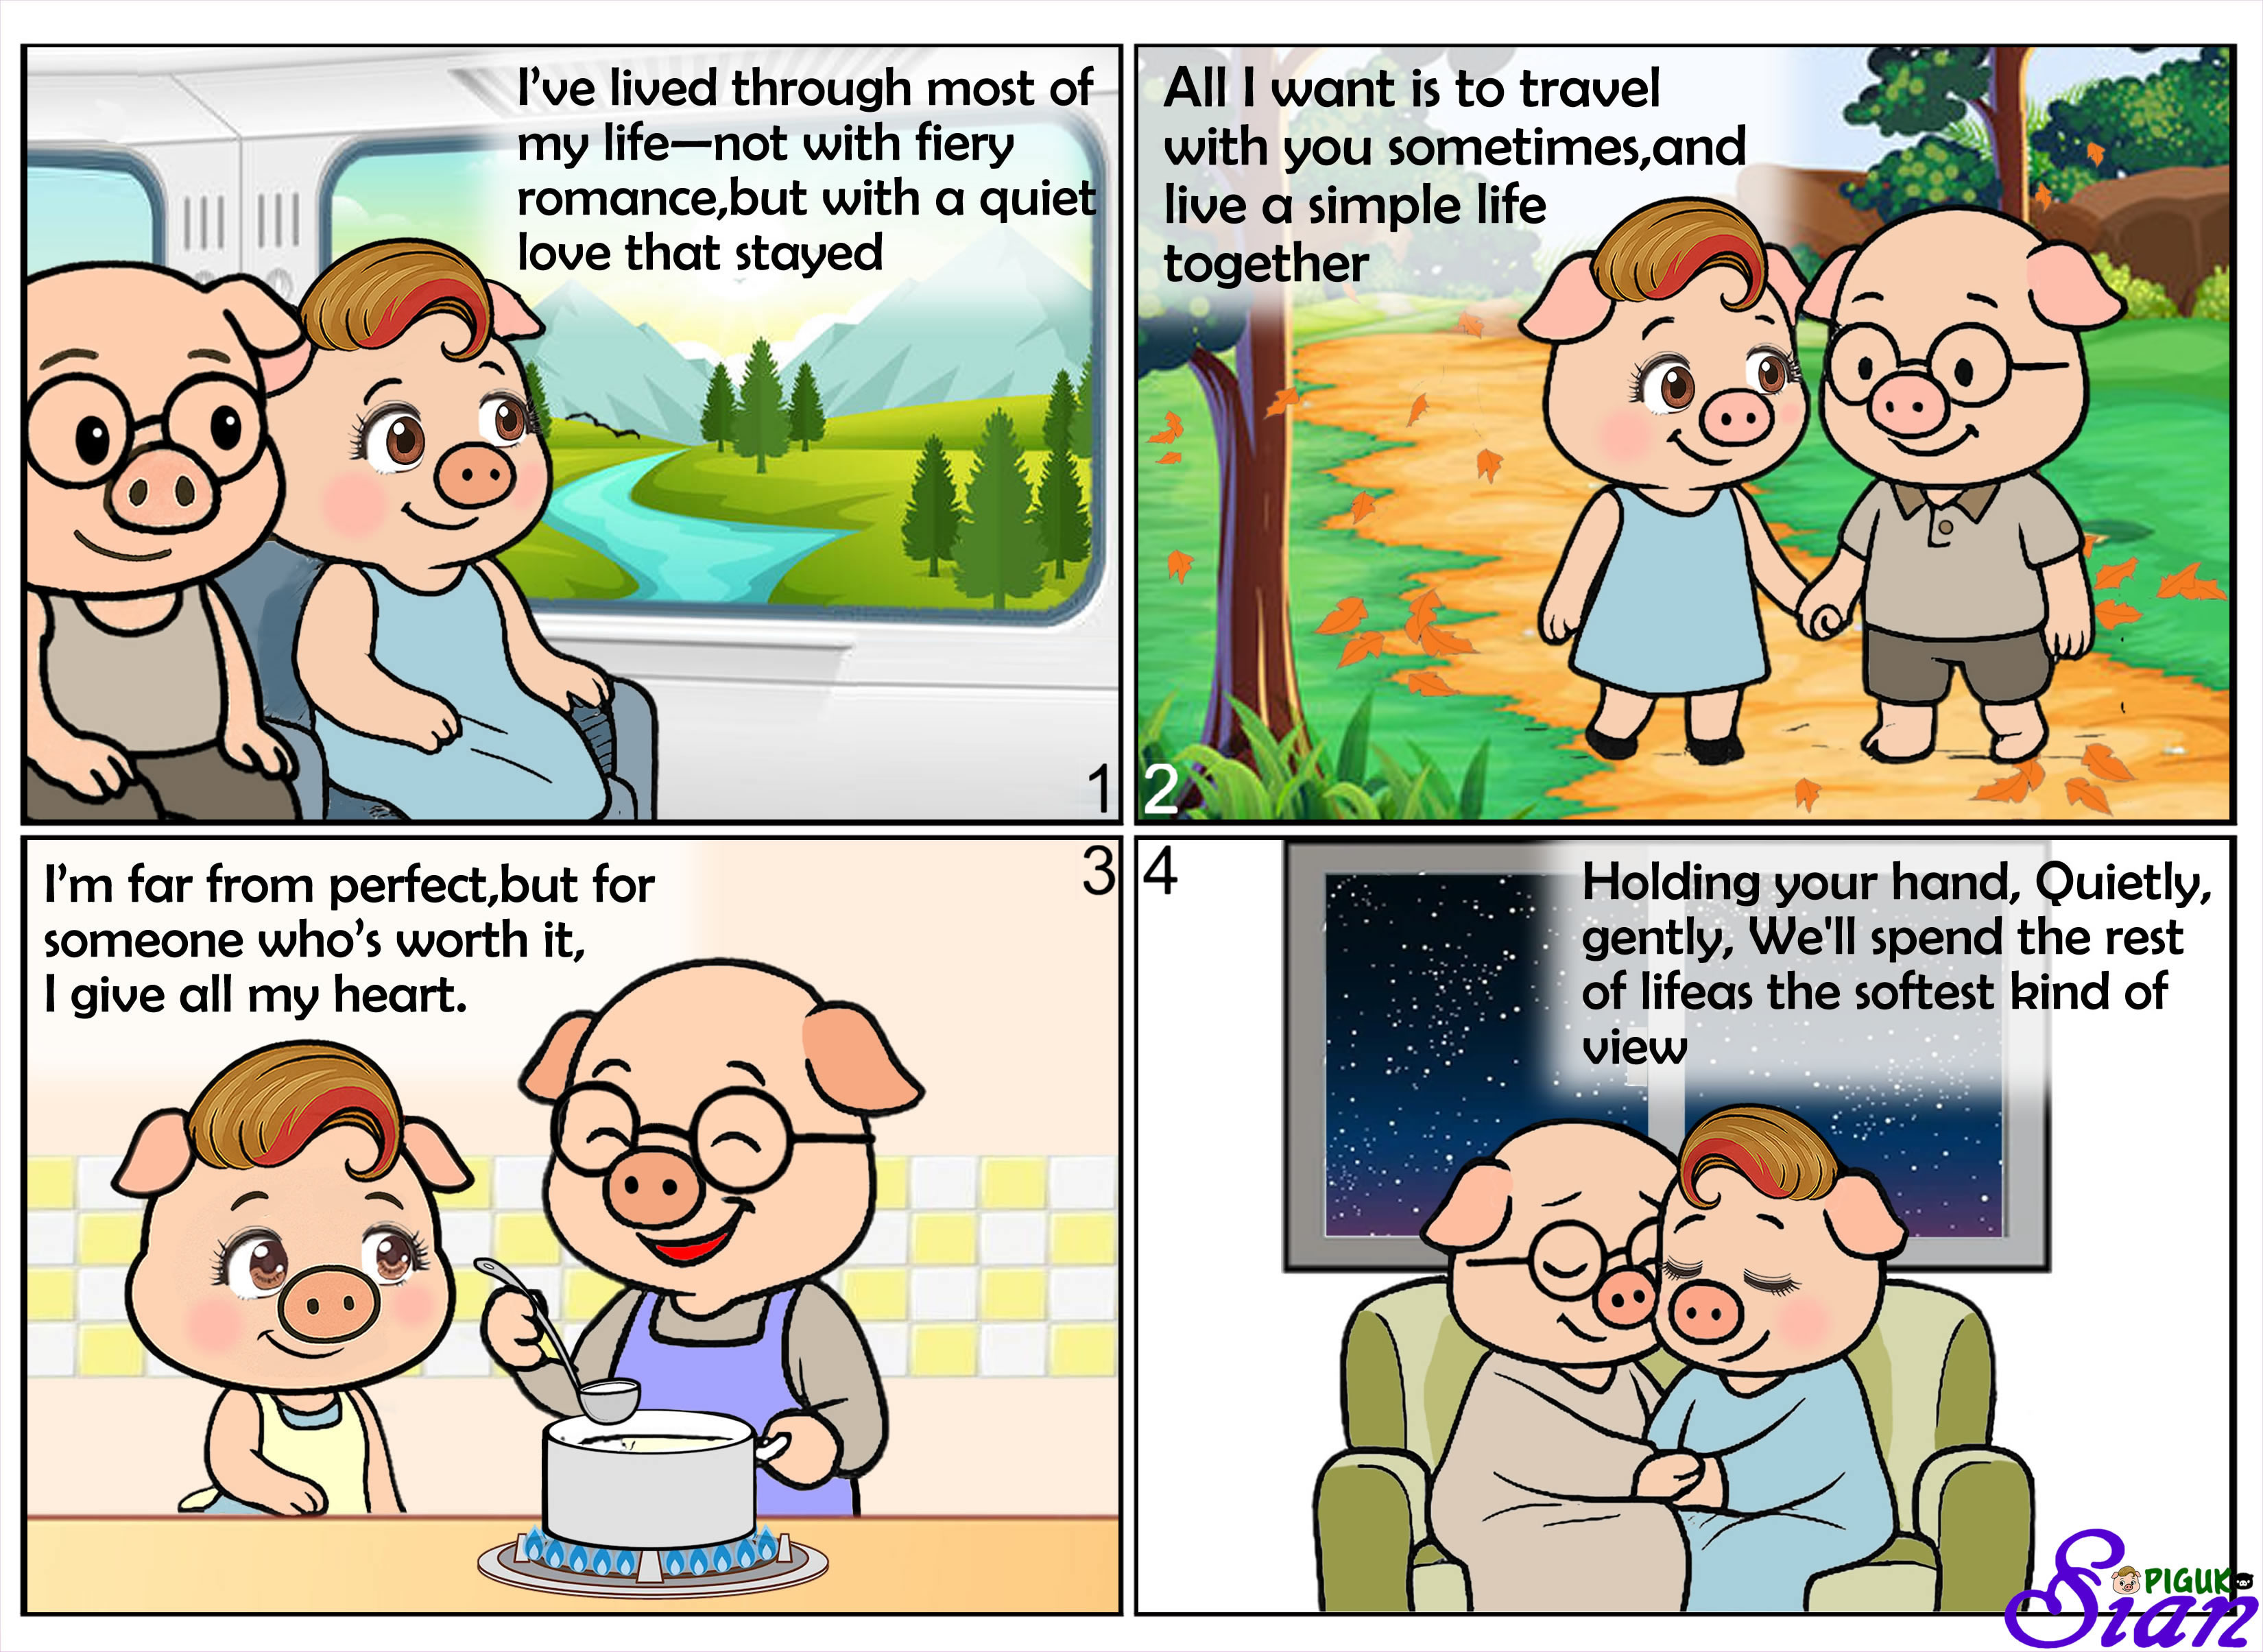 I've lived through most of
my life—not with fiery
romance,but with a quiet
love that stayed
1
All I want is to travel
with you sometimes,and
live a simple life
together
2
I'm far from perfect,but for
someone who's worth it,
I give all my heart.
3
4
Holding your hand, Quietly,
gently, We'll spend the rest
of lifeas the softest kind of
view
PIGUK
Sian